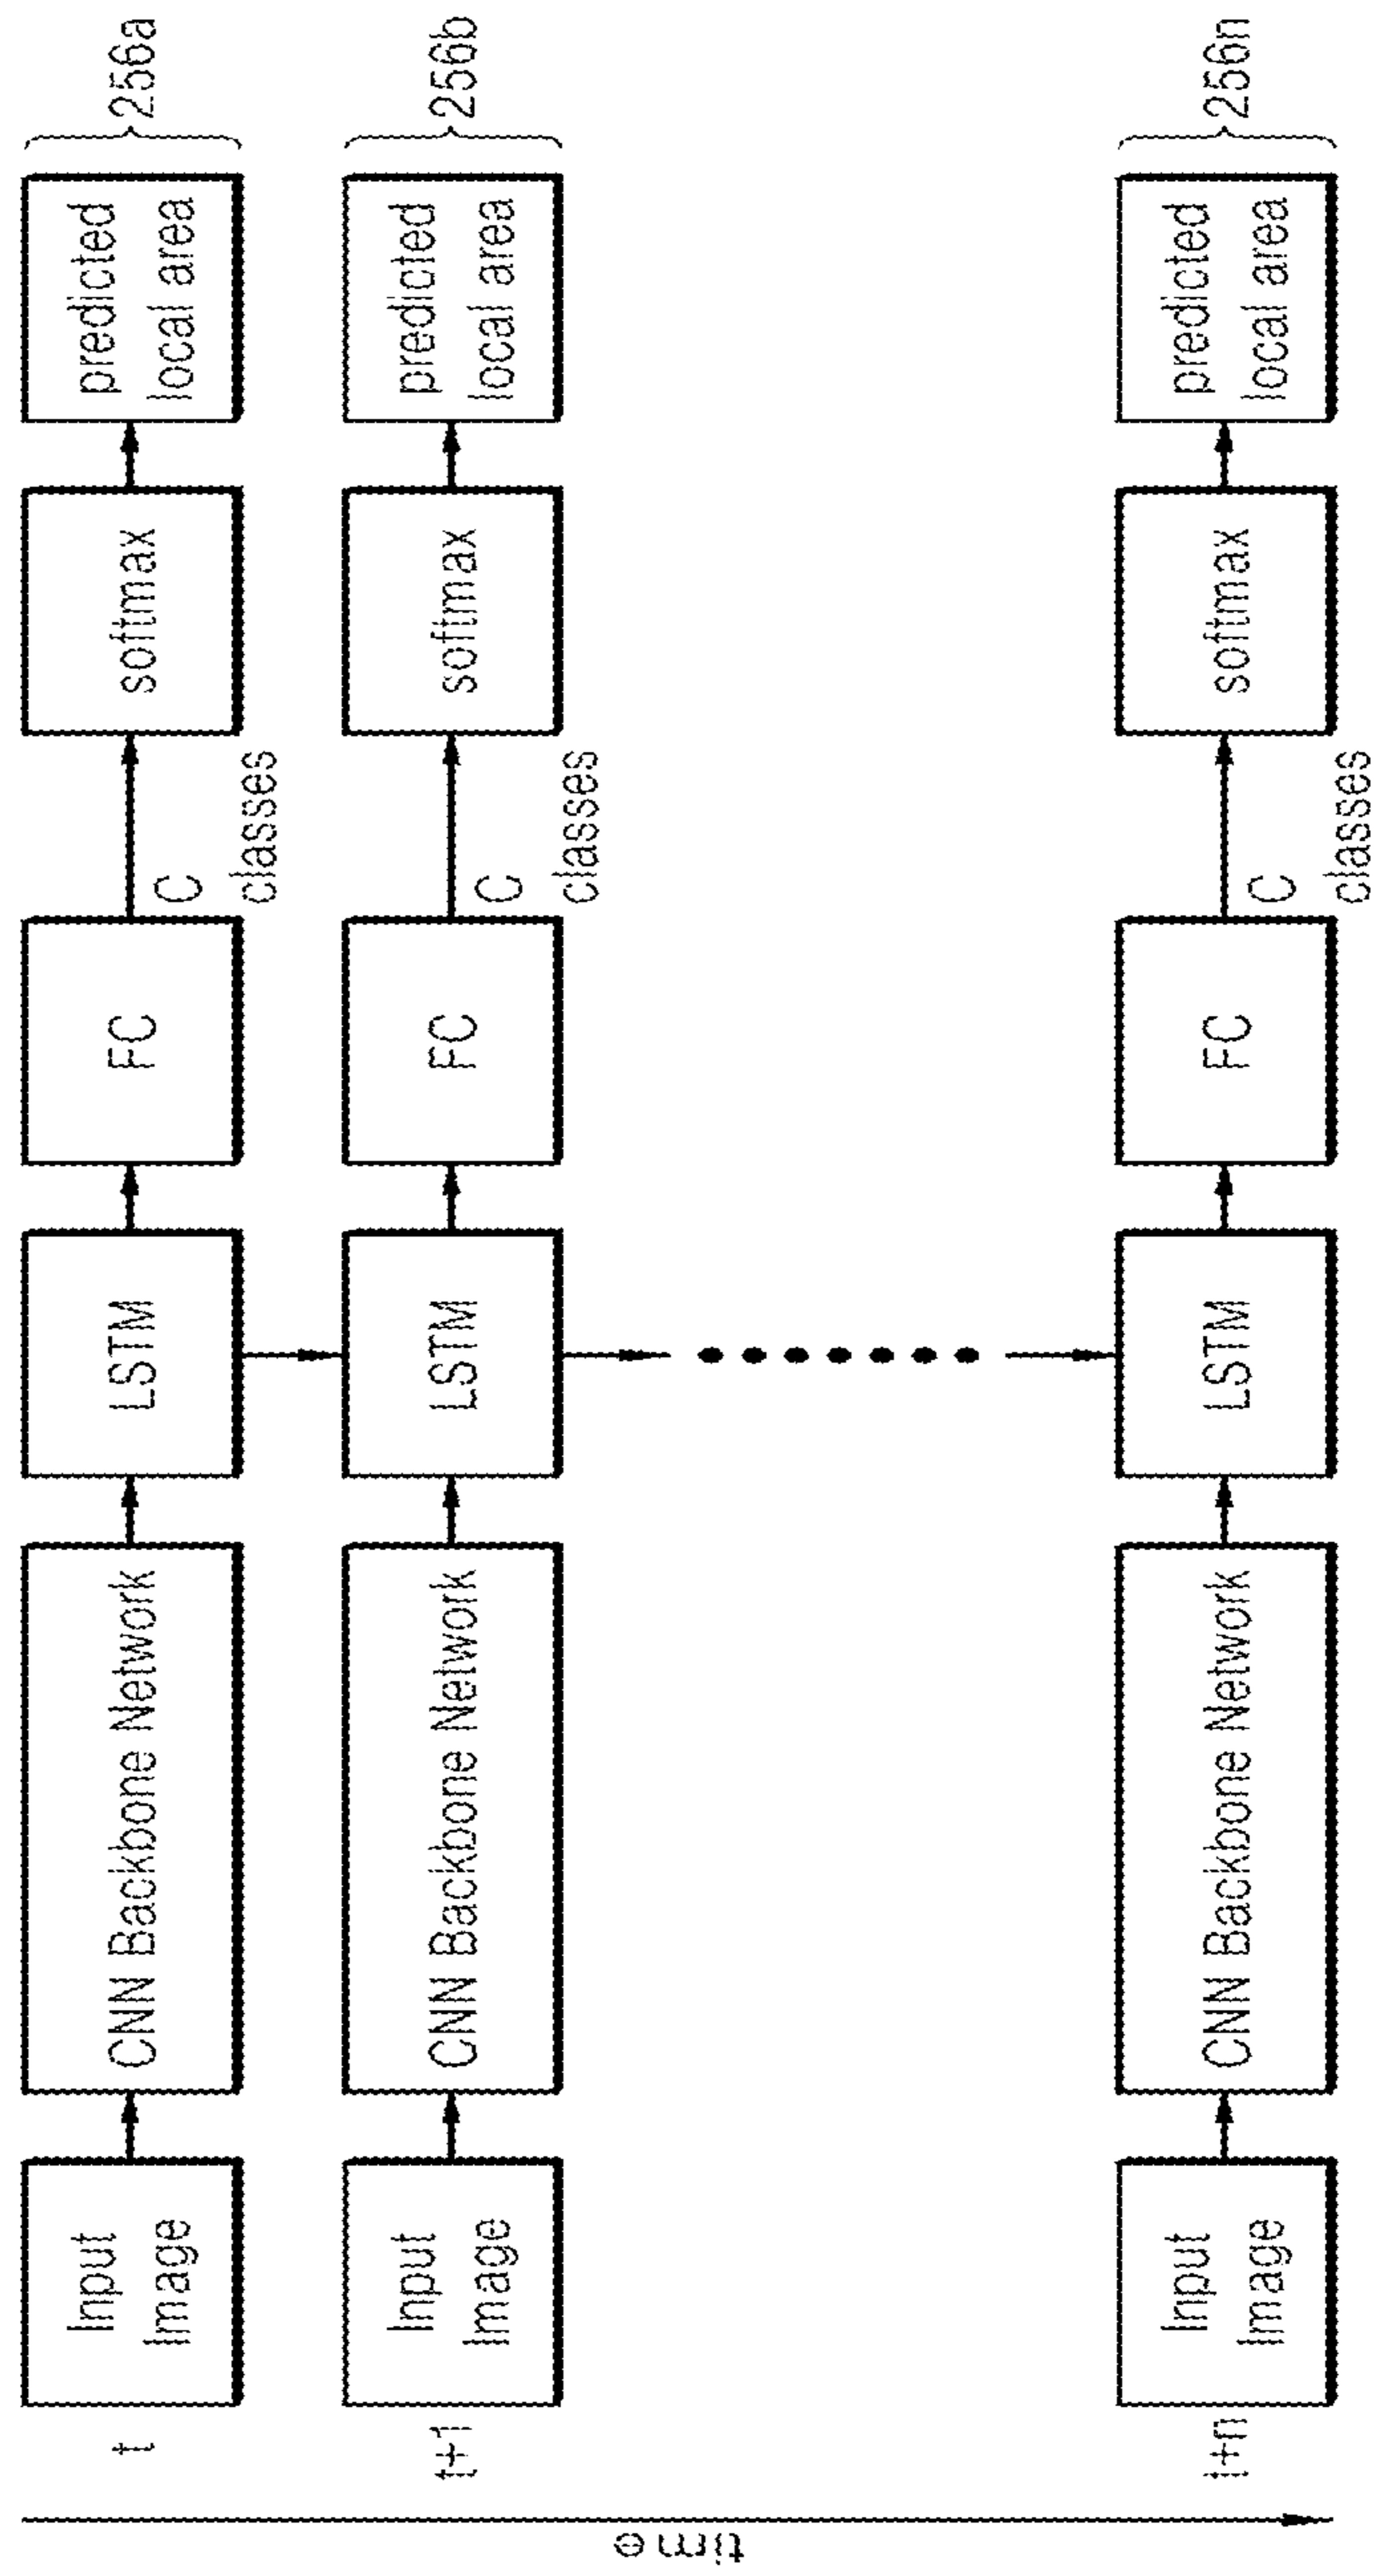 t
Input
Image
CNN Backbone Network
LSTM
FC
C
classes
softmax
predicted
local area
256a
t+1
Input
Image
CNN Backbone Network
LSTM
FC
C
classes
softmax
predicted
local area
256b
t+n
Input
Image
CNN Backbone Network
LSTM
FC
C
classes
softmax
predicted
local area
256n
time